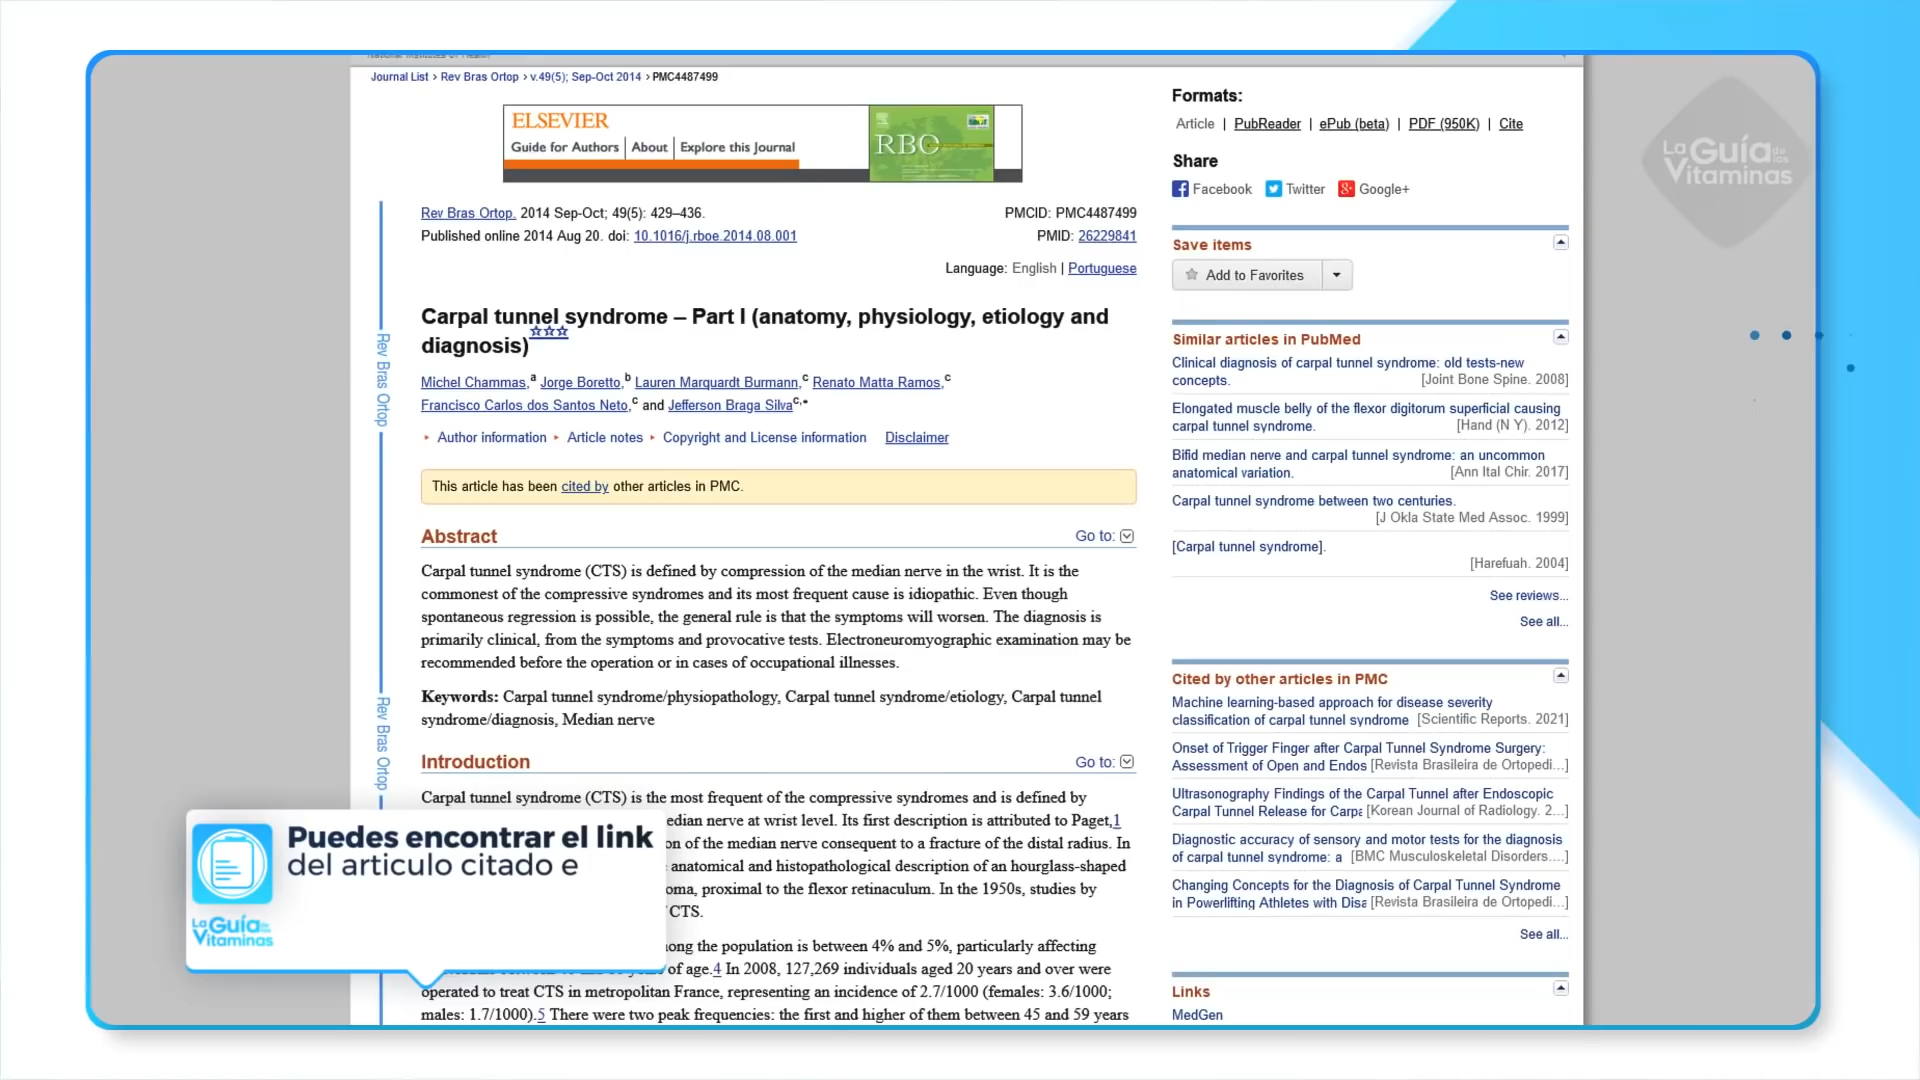 Journal List > Rev Bras Ortop > v.49(5); Sep-Oct 2014 > PMC4487499
ELSEVIER
Guide for Authors | About | Explore this Journal
RBO
Rev Bras Ortop. 2014 Sep-Oct; 49(5): 429–436.
PMCID: PMC4487499
Published online 2014 Aug 20. doi: 10.1016/j.rboe.2014.08.001
PMID: 26229841
Language: English | Portuguese
Carpal tunnel syndrome – Part I (anatomy, physiology, etiology and
diagnosis)☆☆☆
Michel Chammas,a Jorge Boretto,b Lauren Marquardt Burmann,c Renato Matta Ramos,c
Francisco Carlos dos Santos Neto,c and Jefferson Braga Silvac,*
Author information Article notes Copyright and License information Disclaimer
This article has been cited by other articles in PMC.
Abstract
Go to:
Carpal tunnel syndrome (CTS) is defined by compression of the median nerve in the wrist. It is the
commonest of the compressive syndromes and its most frequent cause is idiopathic. Even though
spontaneous regression is possible, the general rule is that the symptoms will worsen. The diagnosis is
primarily clinical, from the symptoms and provocative tests. Electroneuromyographic examination may be
recommended before the operation or in cases of occupational illnesses.
Keywords: Carpal tunnel syndrome/physiopathology, Carpal tunnel syndrome/etiology, Carpal tunnel
syndrome/diagnosis, Median nerve
Introduction
Go to:
Carpal tunnel syndrome (CTS) is the most frequent of the compressive syndromes and is defined by
edian nerve at wrist level. Its first description is attributed to Paget,1
on of the median nerve consequent to a fracture of the distal radius. In
anatomical and histopathological description of an hourglass-shaped
oma, proximal to the flexor retinaculum. In the 1950s, studies by
CTS.
ong the population is between 4% and 5%, particularly affecting
of age.4 In 2008, 127,269 individuals aged 20 years and over were
operated to treat CTS in metropolitan France, representing an incidence of 2.7/1000 (females: 3.6/1000;
males: 1.7/1000).5 There were two peak frequencies: the first and higher of them between 45 and 59 years
Rev Bras Ortop
Rev Bras Ortop
Puedes encontrar el link
del articulo citado e
La Guía de las
Vitaminas
Formats:
Article | PubReader | ePub (beta) | PDF (950K) | Cite
Share
Facebook Twitter Google+
Save items
Add to Favorites
Similar articles in PubMed
Clinical diagnosis of carpal tunnel syndrome: old tests-new
concepts. [Joint Bone Spine. 2008]
Elongated muscle belly of the flexor digitorum superficial causing
carpal tunnel syndrome. [Hand (N Y). 2012]
Bifid median nerve and carpal tunnel syndrome: an uncommon
anatomical variation. [Ann Ital Chir. 2017]
Carpal tunnel syndrome between two centuries.
[J Okla State Med Assoc. 1999]
[Carpal tunnel syndrome].
[Harefuah. 2004]
See reviews...
See all...
Cited by other articles in PMC
Machine learning-based approach for disease severity
classification of carpal tunnel syndrome [Scientific Reports. 2021]
Onset of Trigger Finger after Carpal Tunnel Syndrome Surgery:
Assessment of Open and Endos [Revista Brasileira de Ortopedi...]
Ultrasonography Findings of the Carpal Tunnel after Endoscopic
Carpal Tunnel Release for Carpa [Korean Journal of Radiology. 2...]
Diagnostic accuracy of sensory and motor tests for the diagnosis
of carpal tunnel syndrome: a [BMC Musculoskeletal Disorders....]
Changing Concepts for the Diagnosis of Carpal Tunnel Syndrome
in Powerlifting Athletes with Disa [Revista Brasileira de Ortopedi...]
See all...
Links
MedGen
La Guía de las
Vitaminas